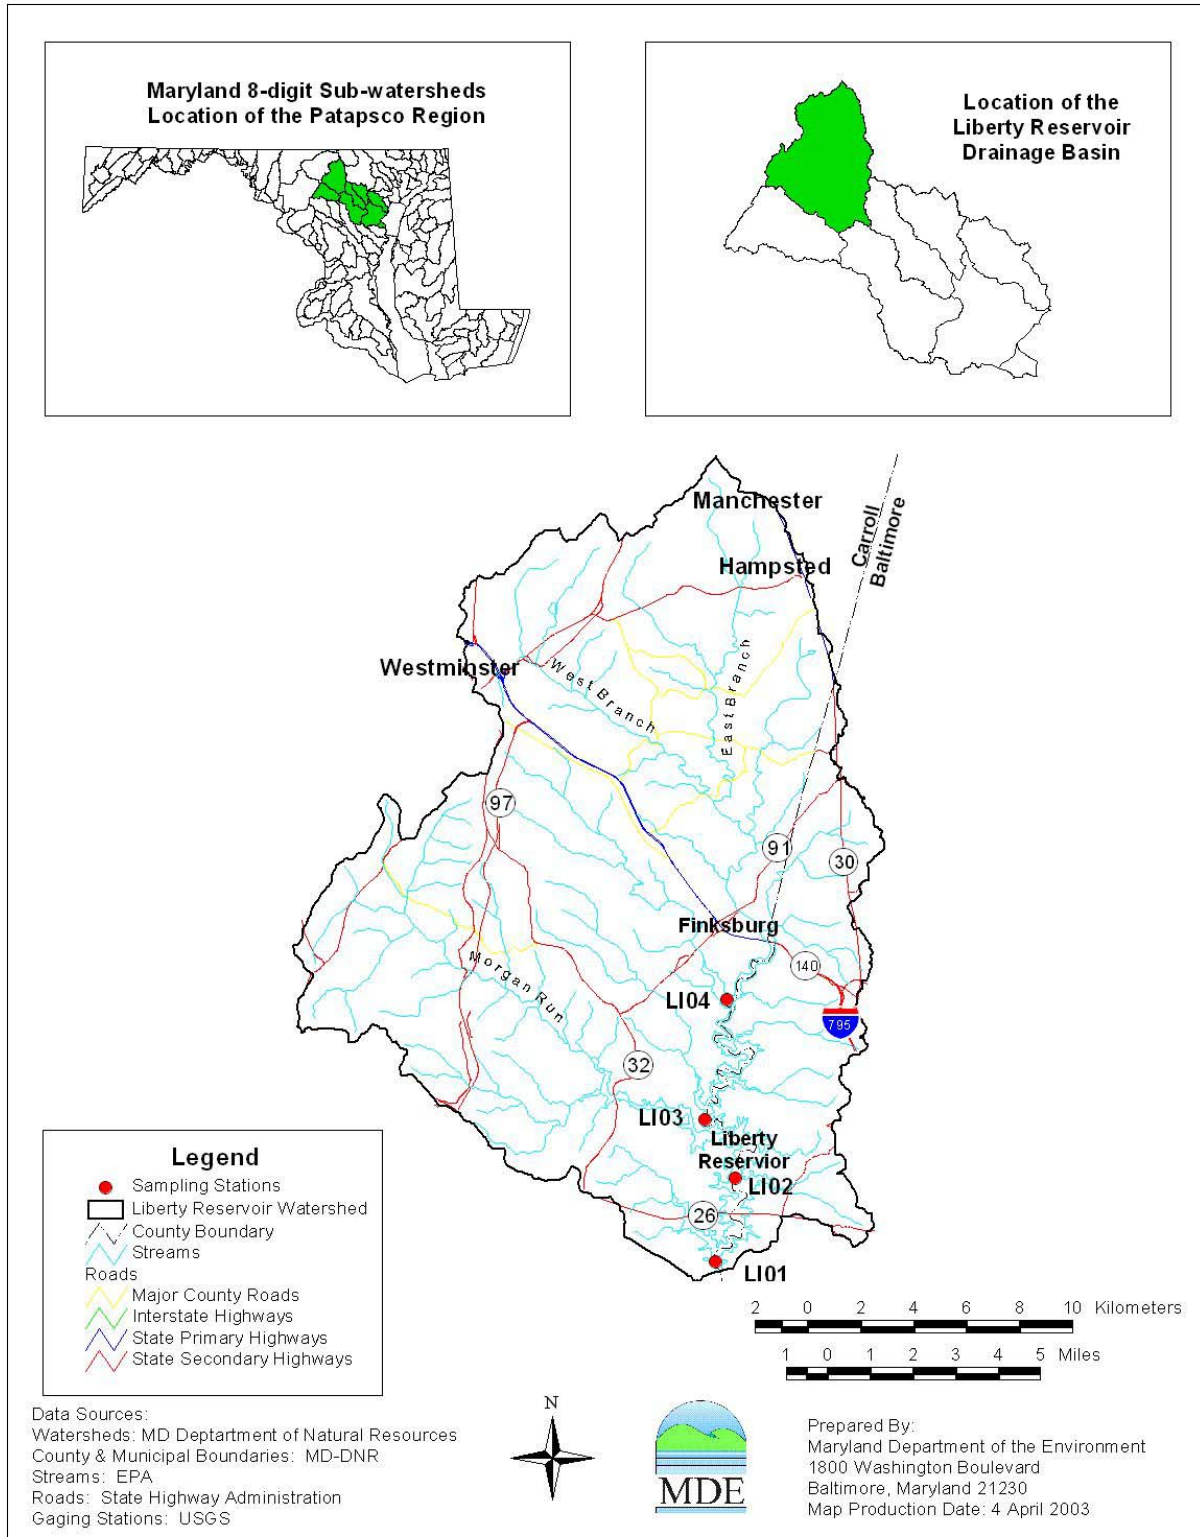 Maryland 8-digit Sub-watersheds
Location of the Patapsco Region
Location of the
Liberty Reservoir
Drainage Basin
Manchester
Carroll
Baltimore
Hampsted
Westminster
West Branch
East Branch
97
91
30
Finksburg
140
Morgan Run
LI04
795
32
LI03
Liberty
Reservior
LI02
26
LI01
Legend
Sampling Stations
Liberty Reservoir Watershed
County Boundary
Streams
Roads
Major County Roads
Interstate Highways
State Primary Highways
State Secondary Highways
2 0 2 4 6 8 10 Kilometers
1 0 1 2 3 4 5 Miles
Data Sources:
Watersheds: MD Deptartment of Natural Resources
County & Municipal Boundaries: MD-DNR
Streams: EPA
Roads: State Highway Administration
Gaging Stations: USGS
N
MDE
Prepared By:
Maryland Department of the Environment
1800 Washington Boulevard
Baltimore, Maryland 21230
Map Production Date: 4 April 2003